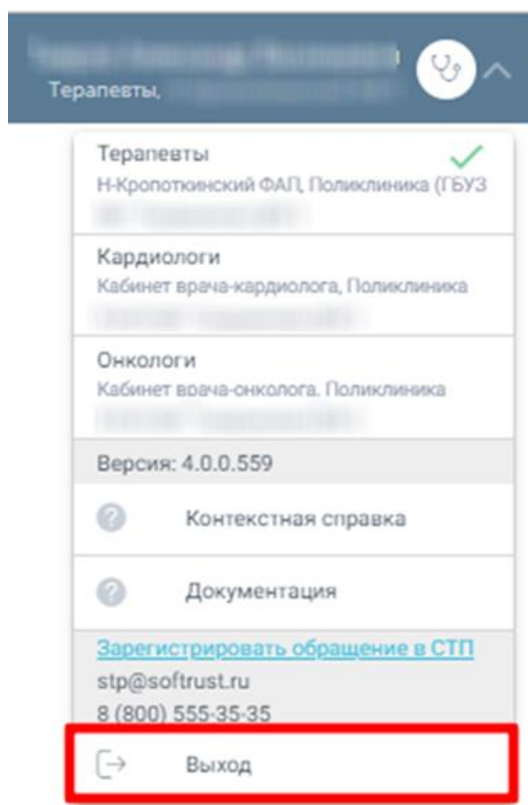 Терапевты,
Терапевты
Н-Кропоткинский ФАП, Поликлиника (ГБУЗ
Кардиологи
Кабинет врача-кардиолога, Поликлиника
Онкологи
Кабинет врача-онколога, Поликлиника
Версия: 4.0.0.559
Контекстная справка
Документация
Зарегистрировать обращение в СТП
stp@softrust.ru
8 (800) 555-35-35
Выход